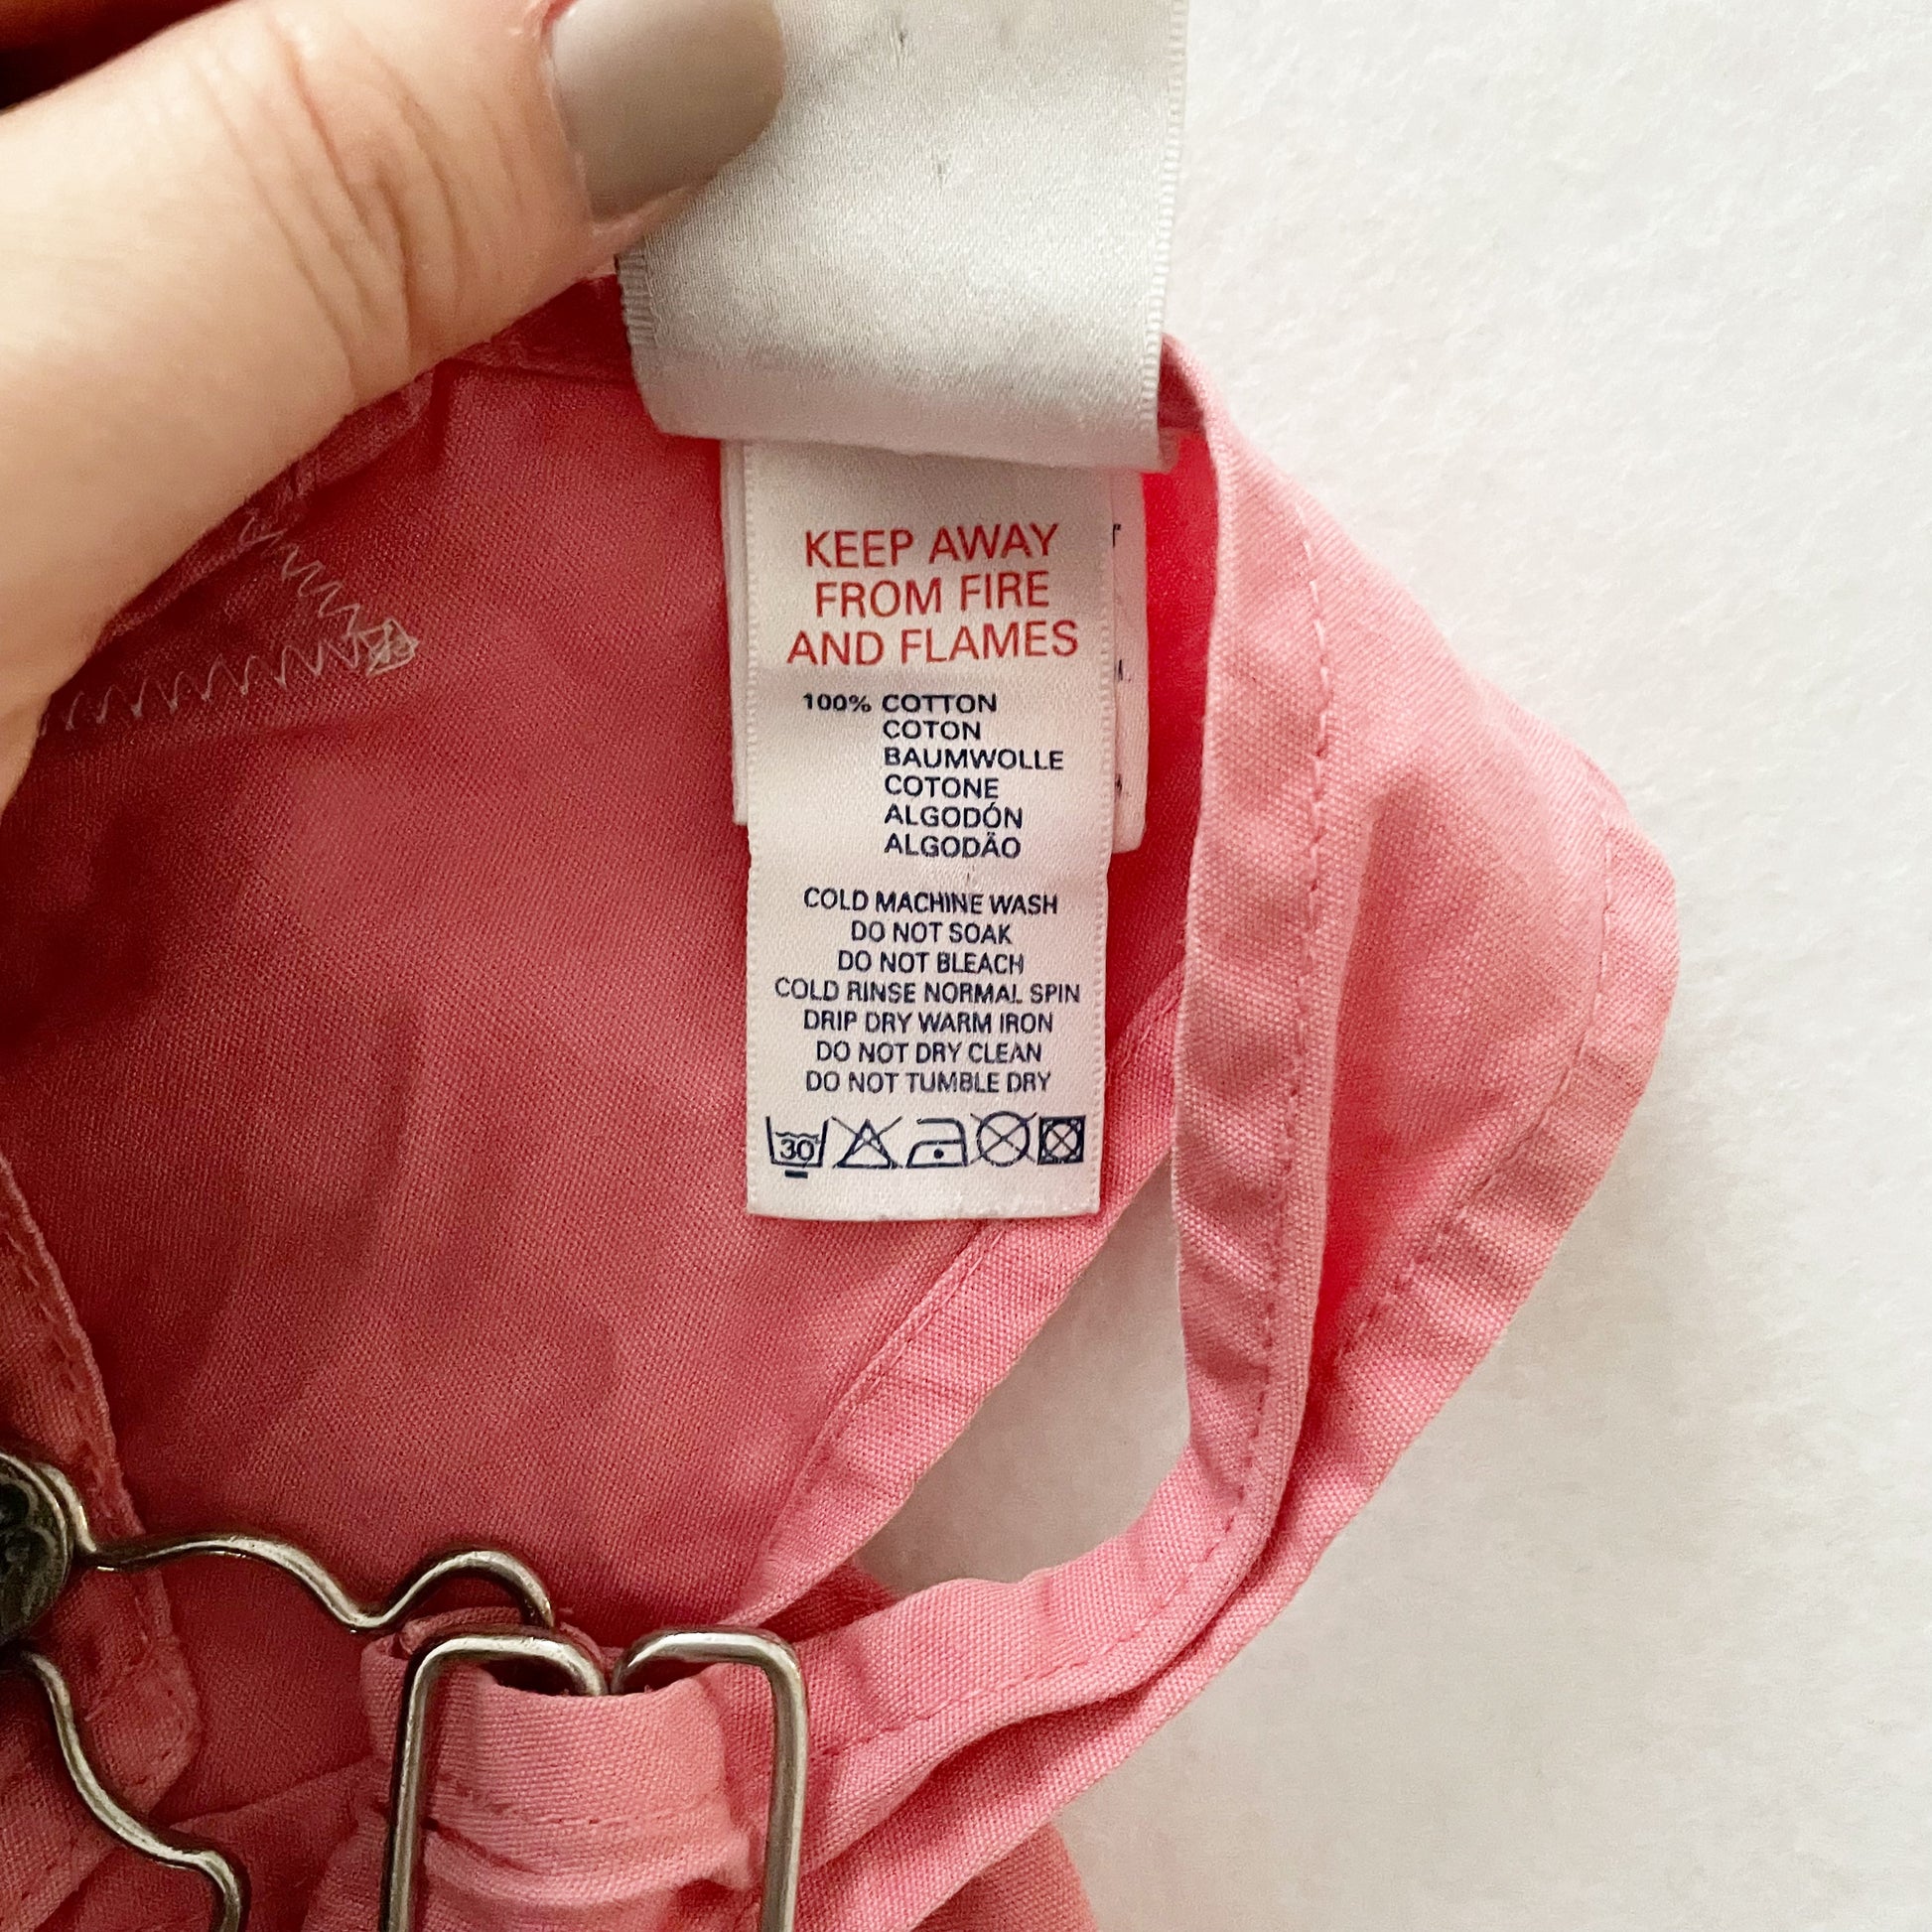 KEEP AWAY
FROM FIRE
AND FLAMES
100% COTTON
COTON
BAUMWOLLE
COTONE
ALGODÓN
ALGODÄO
COLD MACHINE WASH
DO NOT SOAK
DO NOT BLEACH
COLD RINSE NORMAL SPIN
DRIP DRY WARM IRON
DO NOT DRY CLEAN
DO NOT TUMBLE DRY
30